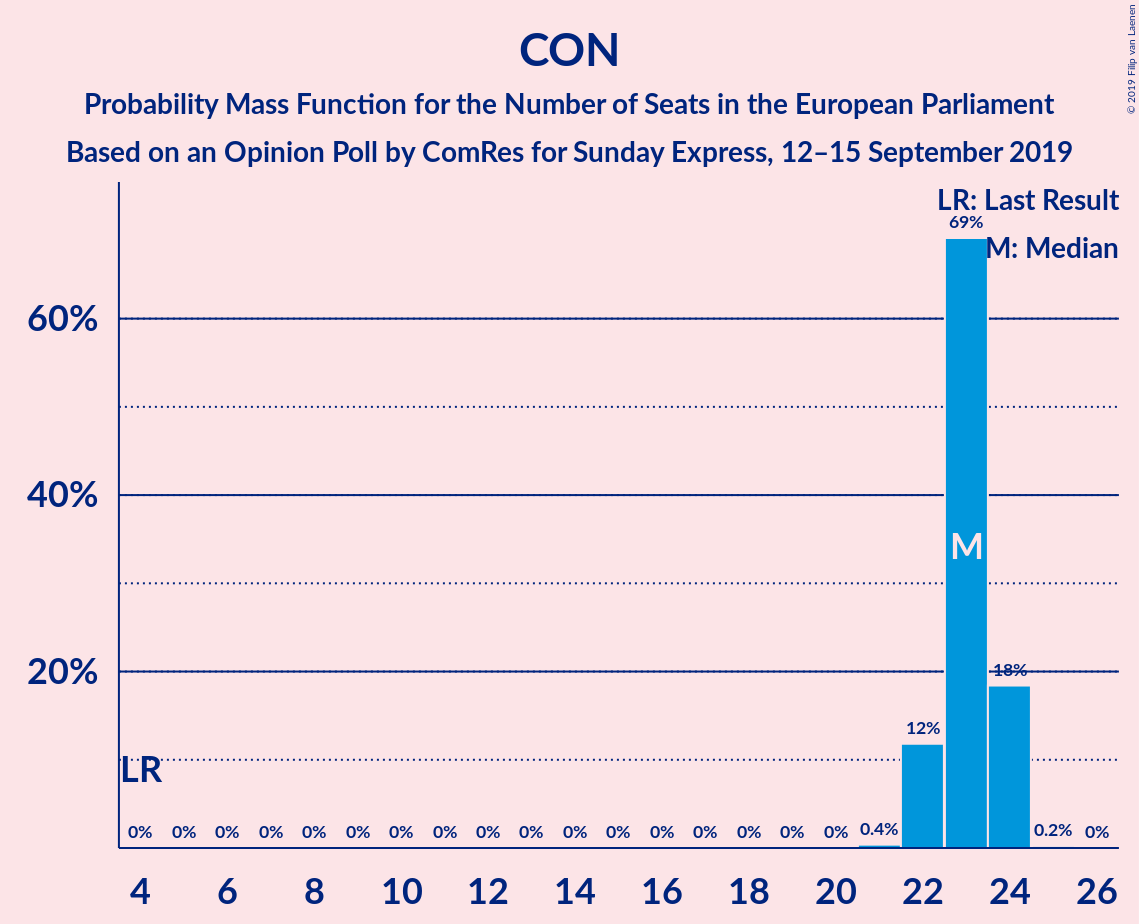 CON
Probability Mass Function for the Number of Seats in the European Parliament
Based on an Opinion Poll by ComRes for Sunday Express, 12–15 September 2019
© 2019 Filip van Laenen
LR: Last Result
M: Median
69%
60%
40%
M
20%
18%
12%
LR
0% 0% 0% 0% 0% 0% 0% 0% 0% 0% 0% 0% 0% 0% 0% 0% 0% 0.4% 0.2% 0%
4 6 8 10 12 14 16 18 20 22 24 26